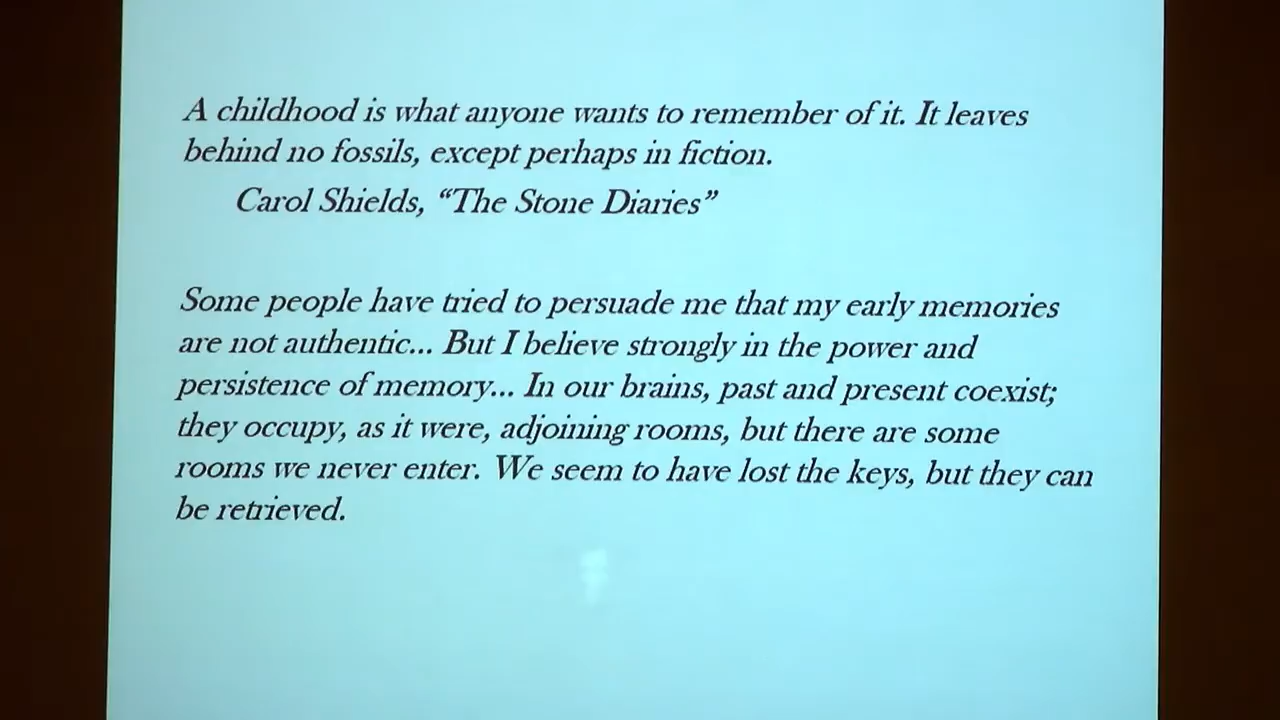 A childhood is what anyone wants to remember of it. It leaves
behind no fossils, except perhaps in fiction.
Carol Shields, “The Stone Diaries”
Some people have tried to persuade me that my early memories
are not authentic... But I believe strongly in the power and
persistence of memory... In our brains, past and present coexist;
they occupy, as it were, adjoining rooms, but there are some
rooms we never enter. We seem to have lost the keys, but they can
be retrieved.